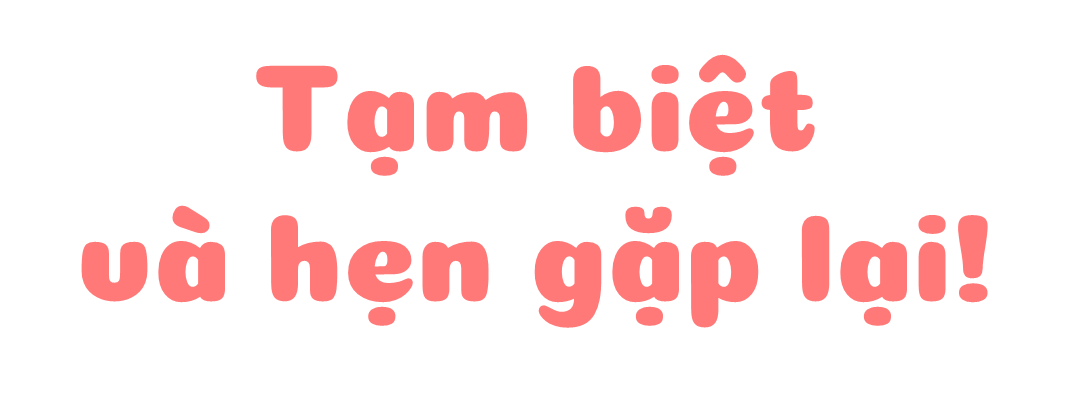 Tạm biệt
và hẹn gặp lại!